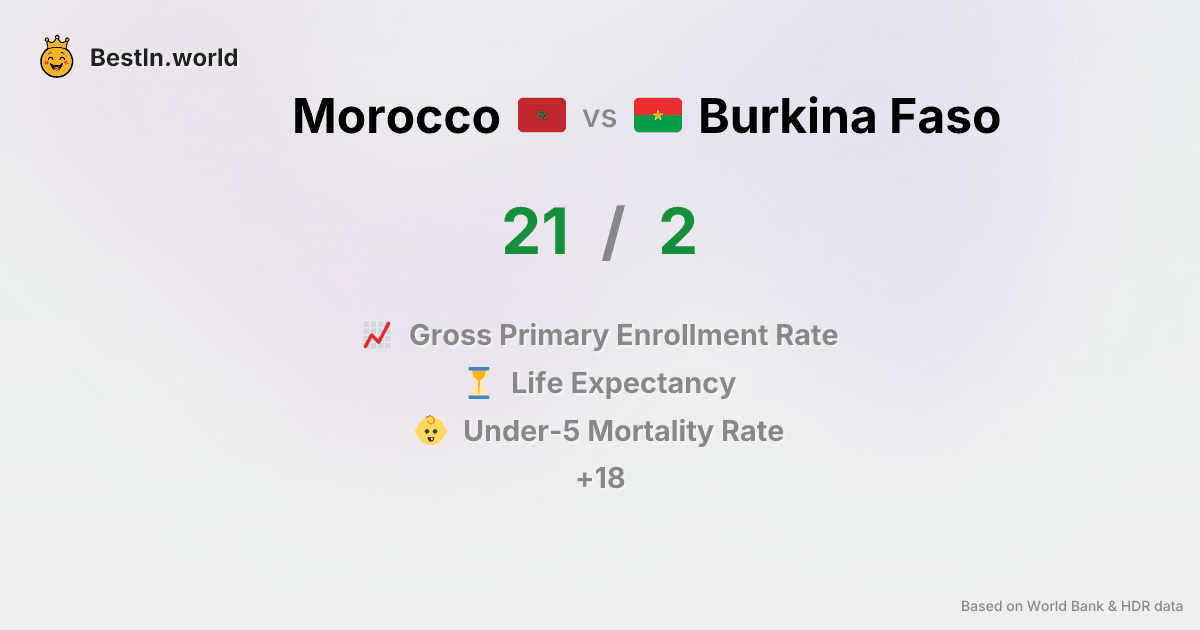 BestIn.world
Morocco vs Burkina Faso
21 / 2
Gross Primary Enrollment Rate
Life Expectancy
Under-5 Mortality Rate
+18
Based on World Bank & HDR data